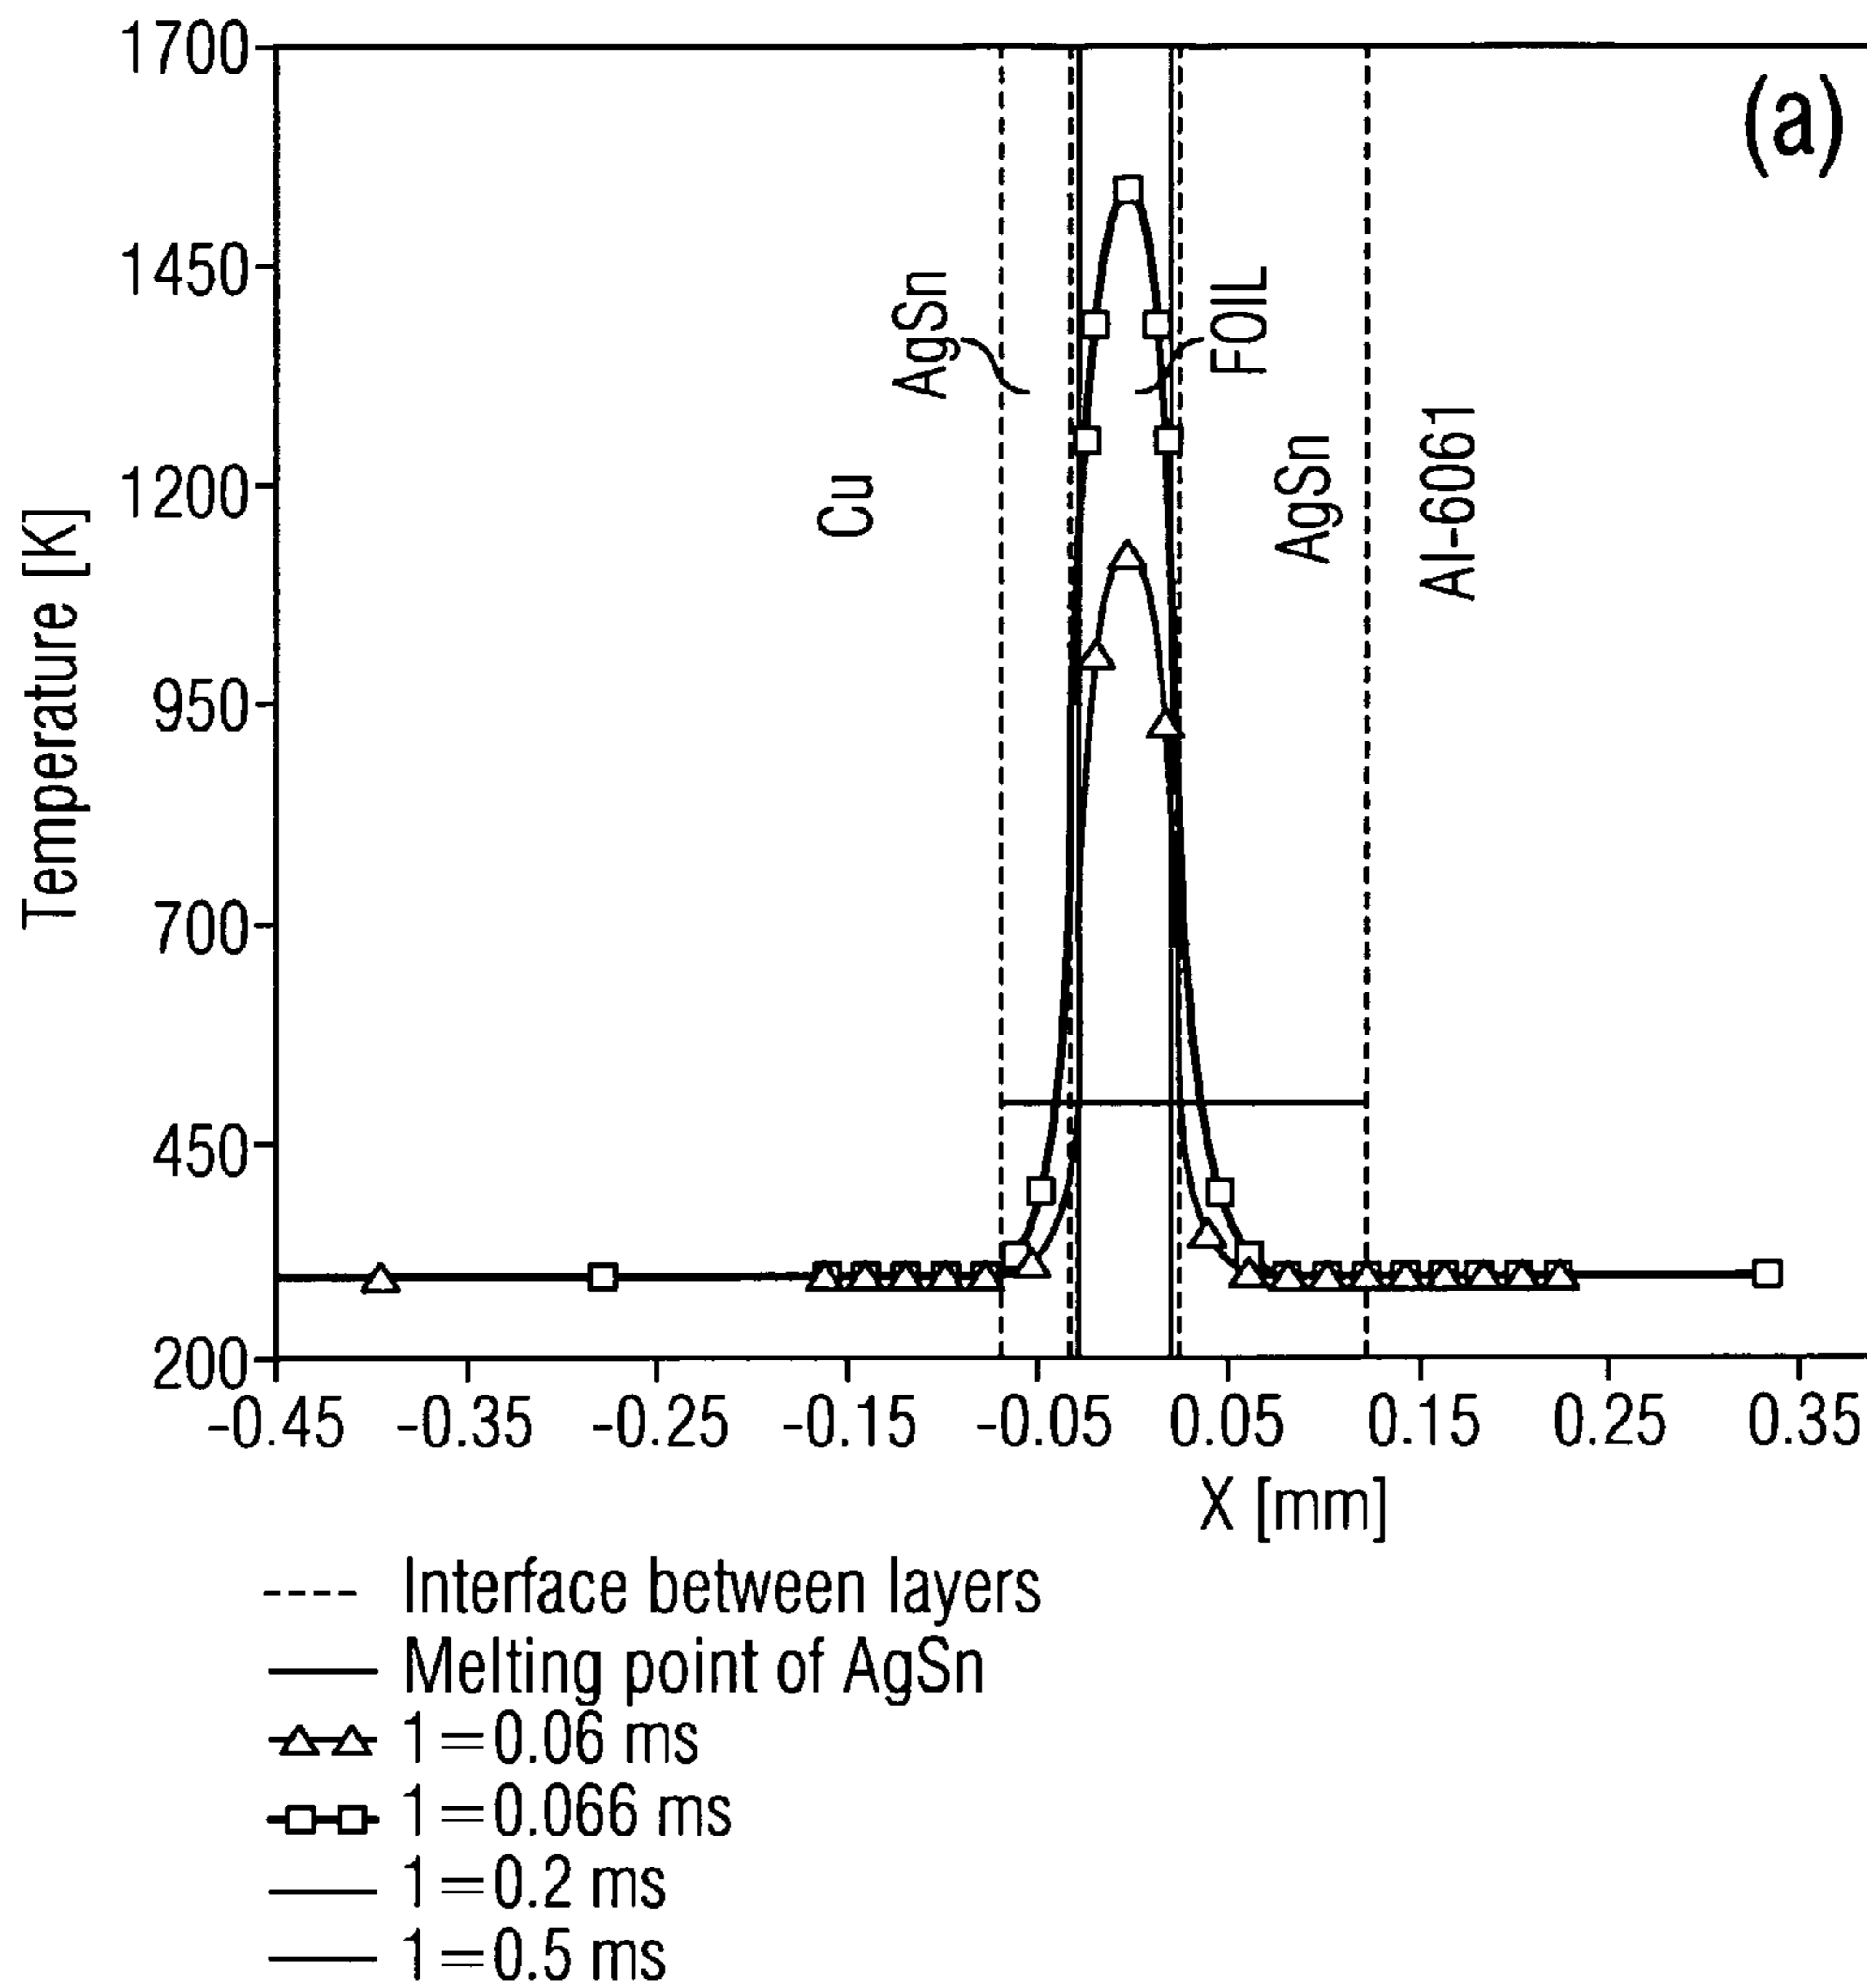 (a)
Temperature [K]
1700
1450
1200
950
700
450
200
AgSn
Cu
FOIL
AgSn
Al-6061
-0.45 -0.35 -0.25 -0.15 -0.05 0.05 0.15 0.25 0.35
X [mm]
Interface between layers
Melting point of AgSn
1=0.06 ms
1=0.066 ms
1=0.2 ms
1=0.5 ms